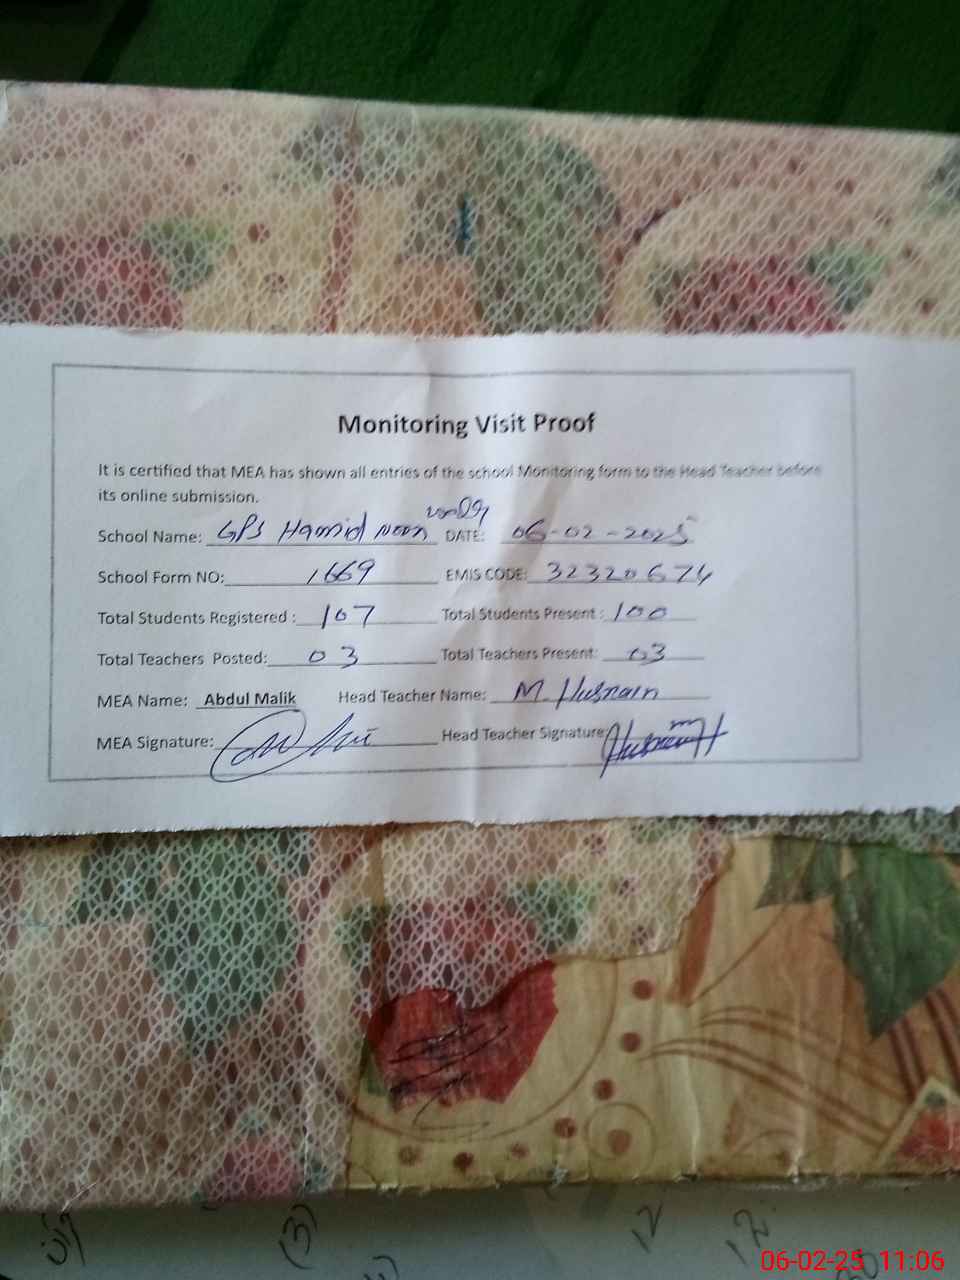 Monitoring Visit Proof
It is certified that MEA has shown all entries of the school Monitoring form to the Head Teacher before
its online submission.
School Name: GPS Hamid Noon DATE: 06-02-2025
School Form NO: 1669 EMIS CODE: 32320674
Total Students Registered : 107 Total Students Present : 100
Total Teachers Posted: 03 Total Teachers Present: 03
MEA Name: Abdul Malik Head Teacher Name: M. Husnain
MEA Signature: Head Teacher Signature:
(3) 12 12
06-02-25 11:06